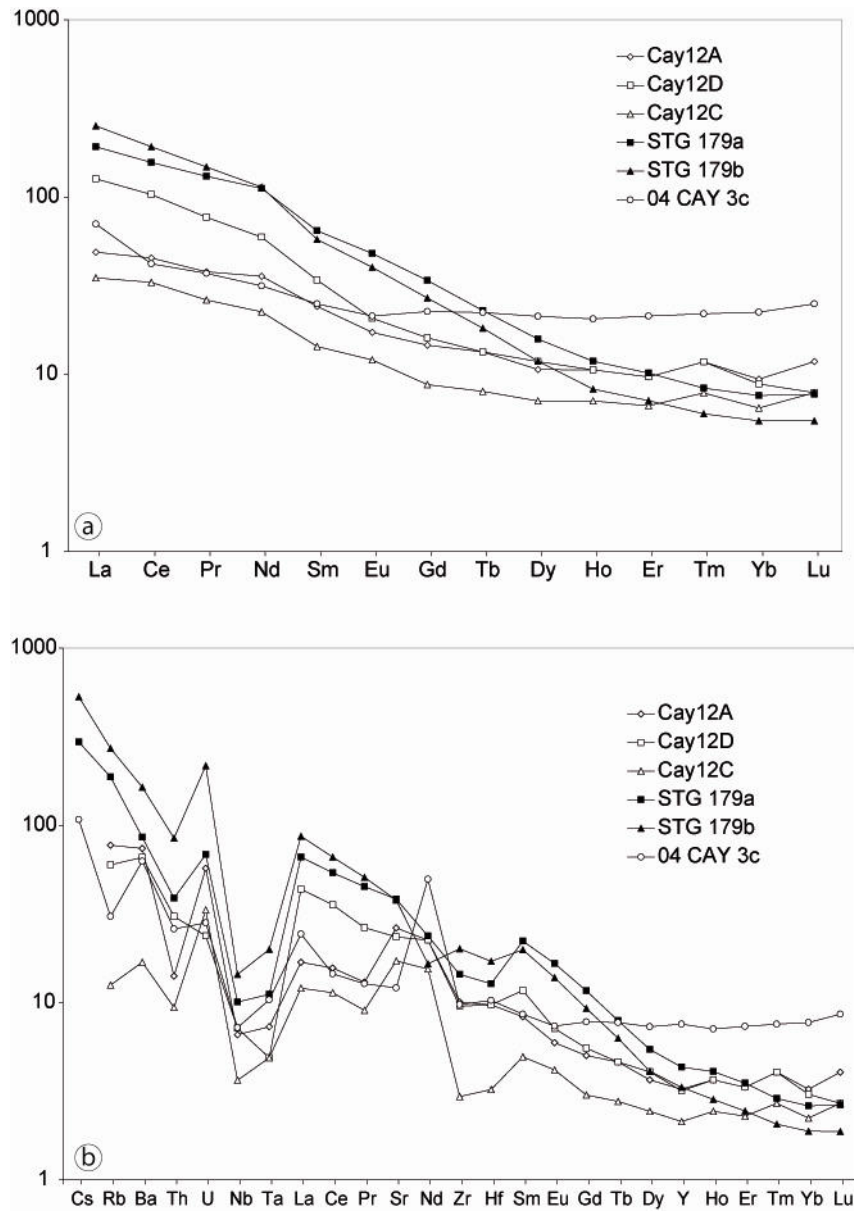 1000
100
10
1
Cay12A
Cay12D
Cay12C
STG 179a
STG 179b
04 CAY 3c
a
La Ce Pr Nd Sm Eu Gd Tb Dy Ho Er Tm Yb Lu
1000
100
10
1
Cay12A
Cay12D
Cay12C
STG 179a
STG 179b
04 CAY 3c
b
Cs Rb Ba Th U Nb Ta La Ce Pr Sr Nd Zr Hf Sm Eu Gd Tb Dy Y Ho Er Tm Yb Lu